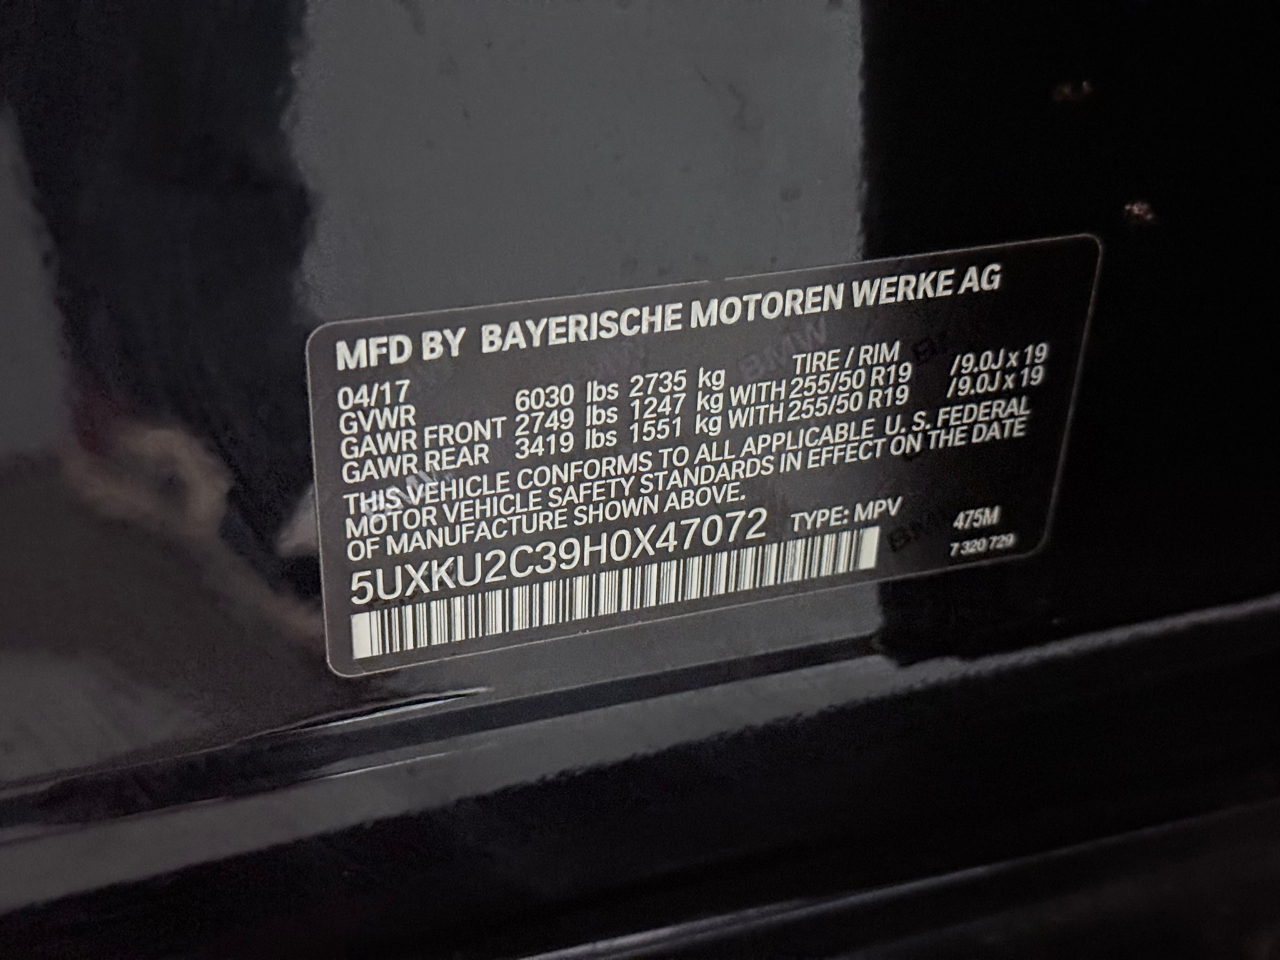 MFD BY BAYERISCHE MOTOREN WERKE AG
04/17 TIRE / RIM
GVWR 6030 lbs 2735 kg
GAWR FRONT 2749 lbs 1247 kg WITH 255/50 R19 /9.0J x 19
GAWR REAR 3419 lbs 1551 kg WITH 255/50 R19 /9.0J x 19
THIS VEHICLE CONFORMS TO ALL APPLICABLE U. S. FEDERAL
MOTOR VEHICLE SAFETY STANDARDS IN EFFECT ON THE DATE
OF MANUFACTURE SHOWN ABOVE.
5UXKU2C39H0X47072 TYPE: MPV 475M
7 320 729